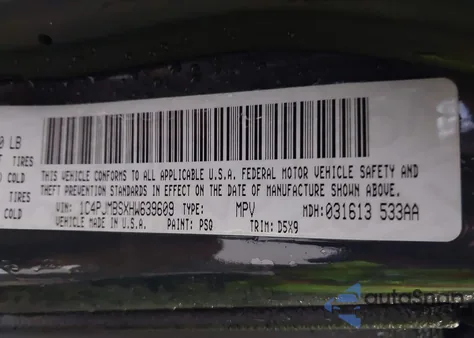 0 LB
TIRES
COLD
TIRES
COLD
THIS VEHICLE CONFORMS TO ALL APPLICABLE U.S.A. FEDERAL MOTOR VEHICLE SAFETY AND
THEFT PREVENTION STANDARDS IN EFFECT ON THE DATE OF MANUFACTURE SHOWN ABOVE.
VIN: 1C4PJMBSXHW639609 TYPE: MPV MDH: 031613 533AA
VEHICLE MADE IN U.S.A. PAINT: PSQ TRIM: D5X9
autoSnap